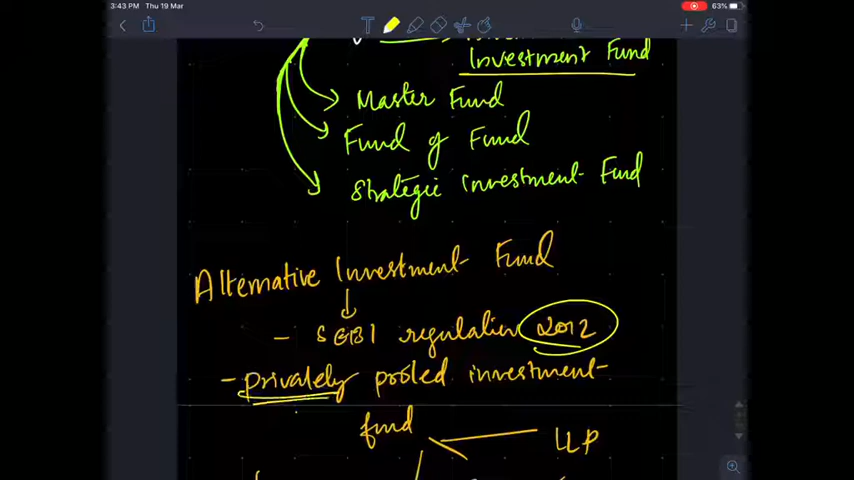 3:43 PM Thu 19 Mar
63%
Investment Fund
Master Fund
Fund of Fund
Strategic investment Fund
Alternative Investment Fund
- SEBI regulation 2012
- privately pooled investment
fund
LLP